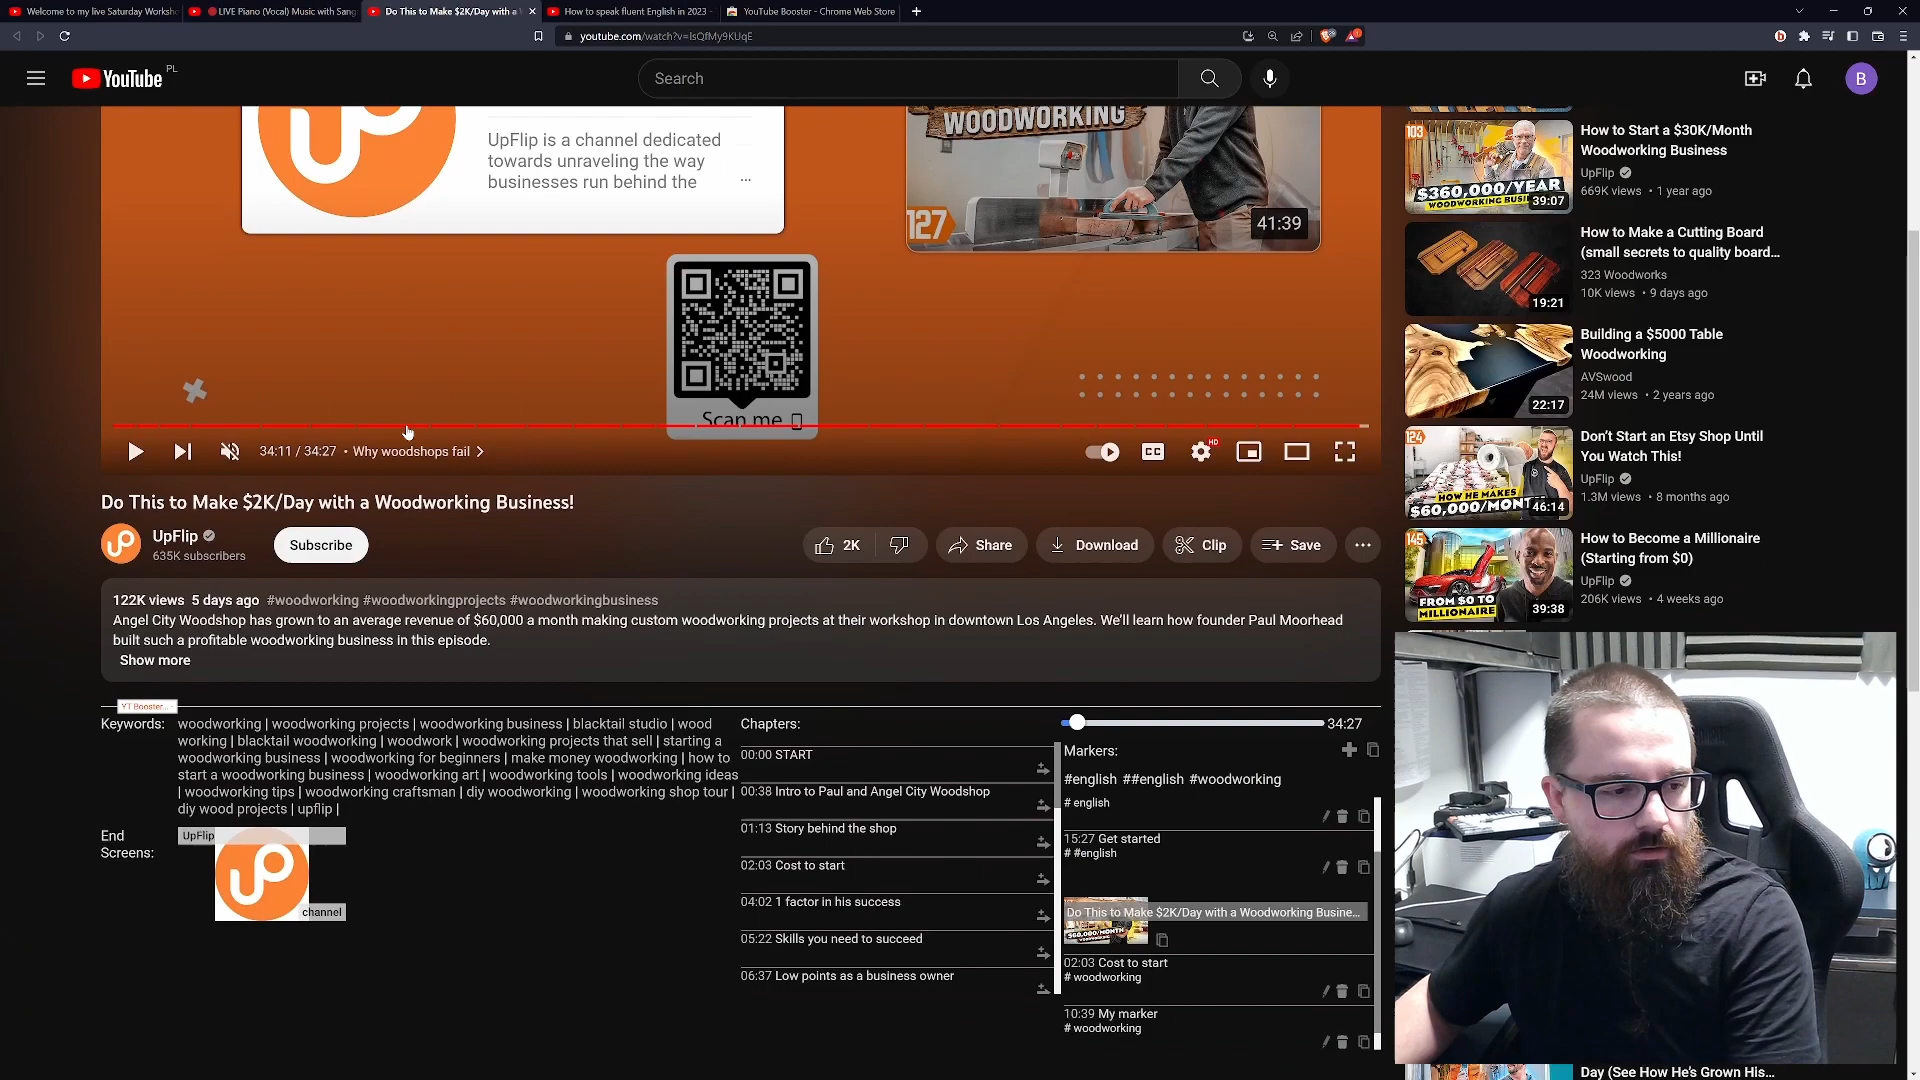 Welcome to my live Saturday Worksho
LIVE Piano (Vocal) Music with Sang
Do This to Make $2K/Day with a
How to speak fluent English in 2023 -
YouTube Booster - Chrome Web Store
youtube.com/watch?v=IsQfMy9KUqE
YouTube PL
Search
B
UpFlip is a channel dedicated
towards unraveling the way
businesses run behind the
...
WOODWORKING
127
41:39
Scan me
34:11 / 34:27 • Why woodshops fail
CC
HD
Do This to Make $2K/Day with a Woodworking Business!
UpFlip
635K subscribers
Subscribe
2K
Share
Download
Clip
Save
122K views 5 days ago #woodworking #woodworkingprojects #woodworkingbusiness
Angel City Woodshop has grown to an average revenue of $60,000 a month making custom woodworking projects at their workshop in downtown Los Angeles. We'll learn how founder Paul Moorhead
built such a profitable woodworking business in this episode.
Show more
YT Booster...
Keywords:
woodworking | woodworking projects | woodworking business | blacktail studio | wood
working | blacktail woodworking | woodwork | woodworking projects that sell | starting a
woodworking business | woodworking for beginners | make money woodworking | how to
start a woodworking business | woodworking art | woodworking tools | woodworking ideas
| woodworking tips | woodworking craftsman | diy woodworking | woodworking shop tour |
diy wood projects | upflip |
End
Screens:
UpFlip
channel
Chapters:
00:00 START
00:38 Intro to Paul and Angel City Woodshop
01:13 Story behind the shop
02:03 Cost to start
04:02 1 factor in his success
05:22 Skills you need to succeed
06:37 Low points as a business owner
34:27
Markers:
#english ##english #woodworking
# english
15:27 Get started
# #english
Do This to Make $2K/Day with a Woodworking Busine...
$60,000/MONTH
02:03 Cost to start
# woodworking
10:39 My marker
# woodworking
103
$360,000/YEAR
39:07
How to Start a $30K/Month
Woodworking Business
UpFlip
669K views • 1 year ago
19:21
How to Make a Cutting Board
(small secrets to quality board...
323 Woodworks
10K views • 9 days ago
22:17
Building a $5000 Table
Woodworking
AVSwood
24M views • 2 years ago
124
HOW HE MAKES
$60,000/MONT
46:14
Don't Start an Etsy Shop Until
You Watch This!
UpFlip
1.3M views • 8 months ago
145
FROM $0 TO
MILLIONAIRE
39:38
How to Become a Millionaire
(Starting from $0)
UpFlip
206K views • 4 weeks ago
Day (See How He's Grown His...